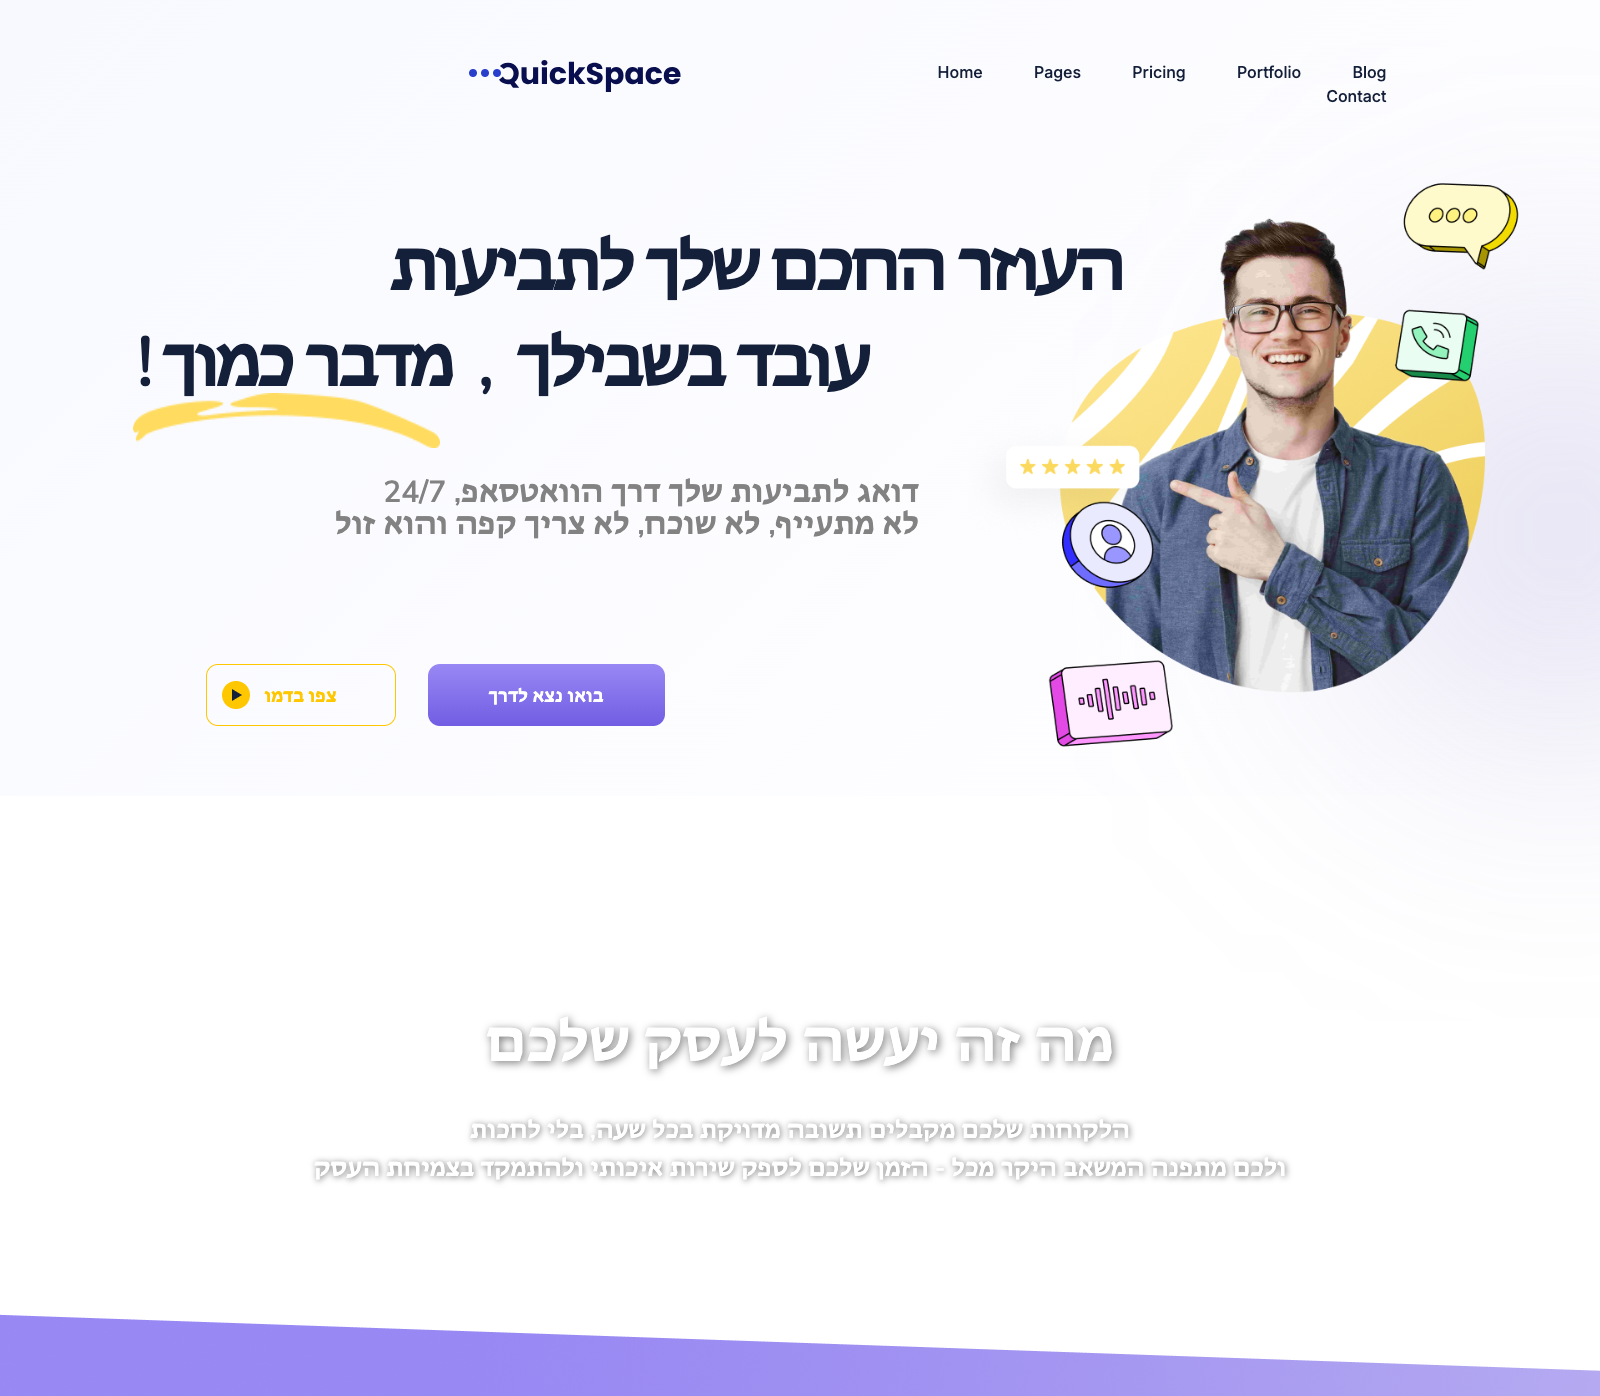 QuickSpace
Home Pages Pricing Portfolio Blog
Contact
העוזר החכם שלך לתביעות
עובד בשבילך , מדבר כמוך!
דואג לתביעות שלך דרך הוואטסאפ, 24/7
לא מתעייף, לא שוכח, לא צריך קפה והוא זול
בואו נצא לדרך
צפו בדמו
מה זה יעשה לעסק שלכם
הלקוחות שלכם מקבלים תשובה מדויקת בכל שעה, בלי לחכות
ולכם מתפנה המשאב היקר מכל - הזמן שלכם לספק שירות איכותי ולהתמקד בצמיחת העסק